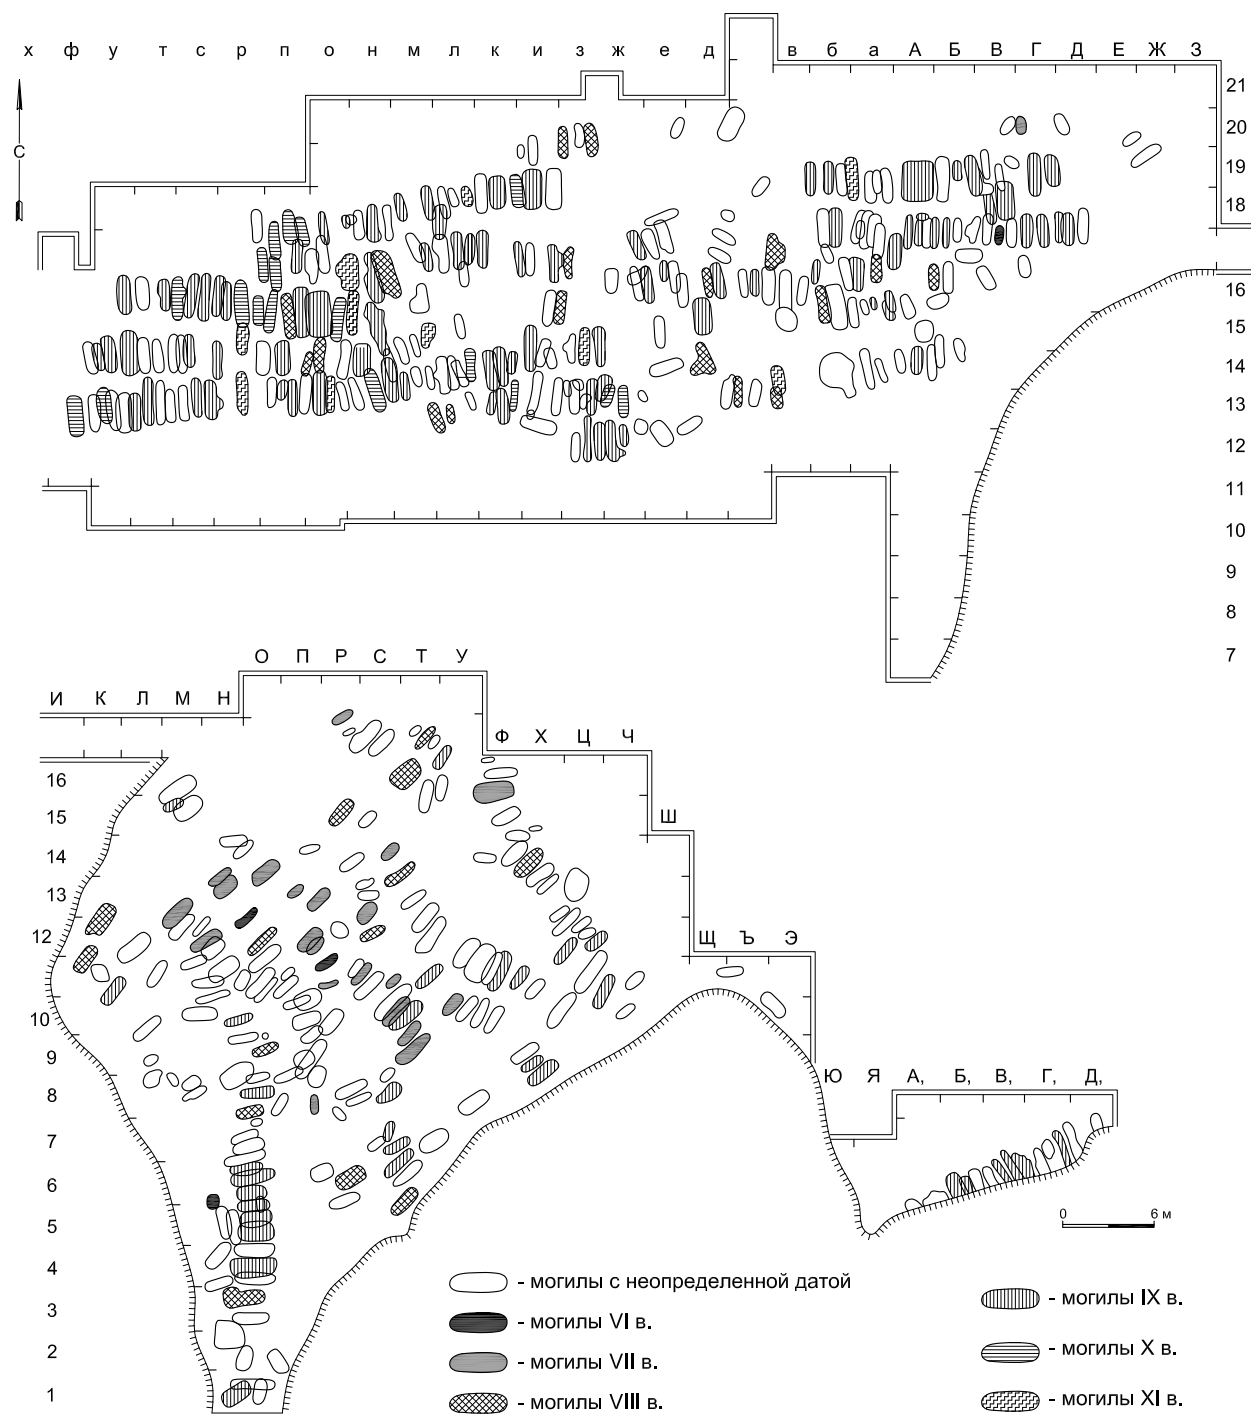 х ф у т с р п о н м л к и з ж е д в б а А Б В Г Д Е Ж З
С
21
20
19
18
16
15
14
13
12
11
10
9
8
7
О П Р С Т У
И К Л М Н
Ф Х Ц Ч
Ш
Щ Ъ Э
Ю Я А, Б, В, Г, Д,
16
15
14
13
12
10
9
8
7
6
5
4
3
2
1
0 6 м
- могилы с неопределенной датой
- могилы VI в.
- могилы VII в.
- могилы VIII в.
- могилы IX в.
- могилы X в.
- могилы XI в.